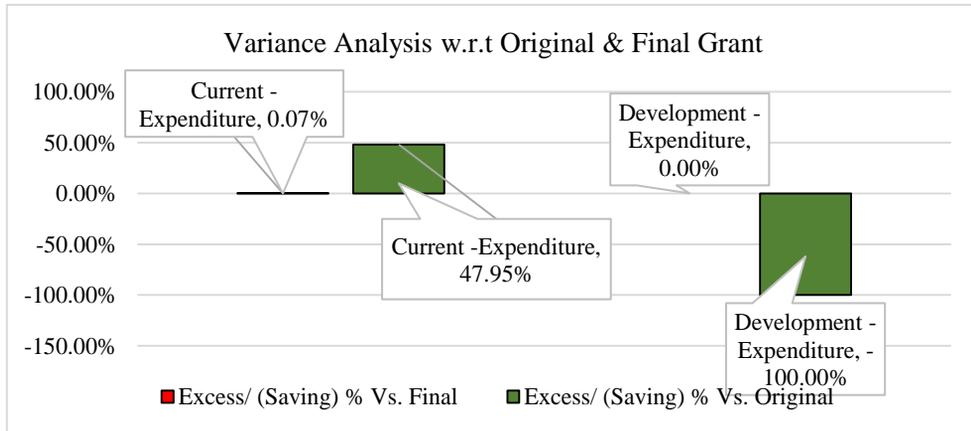 Variance Analysis w.r.t Original & Final Grant
100.00%
50.00%
0.00%
-50.00%
-100.00%
-150.00%
Current -
Expenditure, 0.07%
Current -Expenditure,
47.95%
Development -
Expenditure,
0.00%
Development -
Expenditure, -
100.00%
Excess/ (Saving) % Vs. Final
Excess/ (Saving) % Vs. Original